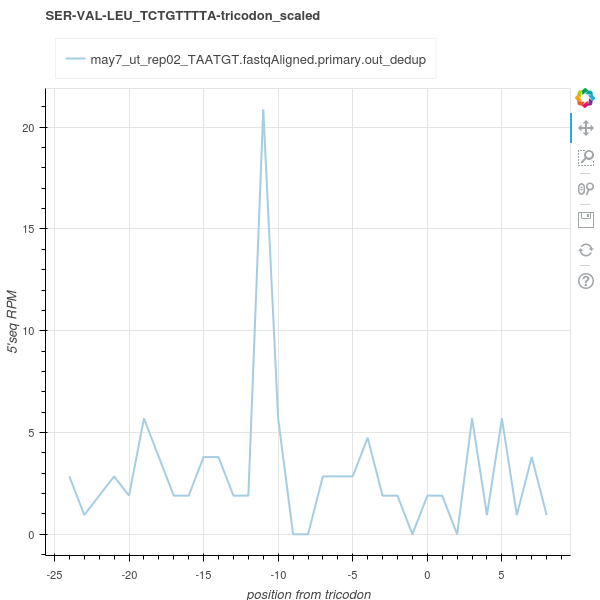 SER-VAL-LEU_TCTGTTTTA-tricodon_scaled
may7_ut_rep02_TAATGT.fastqAligned.primary.out_dedup
20
15
10
5
0
5'seq RPM
-25 -20 -15 -10 -5 0 5
position from tricodon